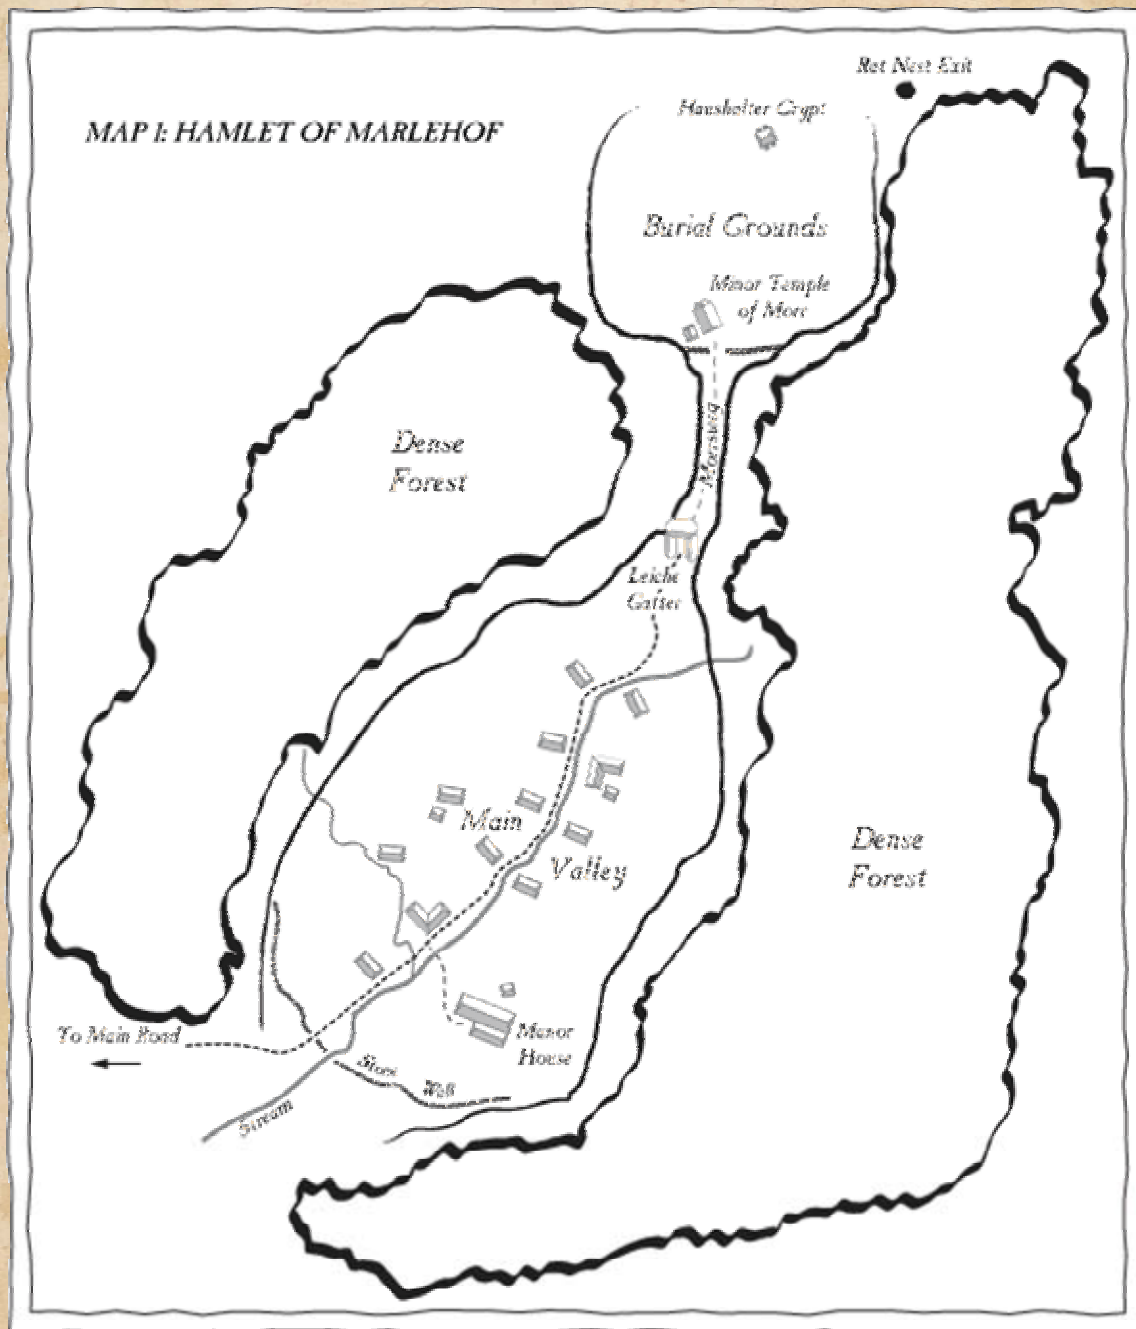 Rat Nest Exit
Haushalter Crypt
MAP 1: HAMLET OF MARLEHOF
Burial Grounds
Minor Temple
of Morr
Dense
Forest
Morrsweg
Leiche
Gatter
Main
Valley
Dense
Forest
To Main Road
Manor
House
Stone
Wall
Stream